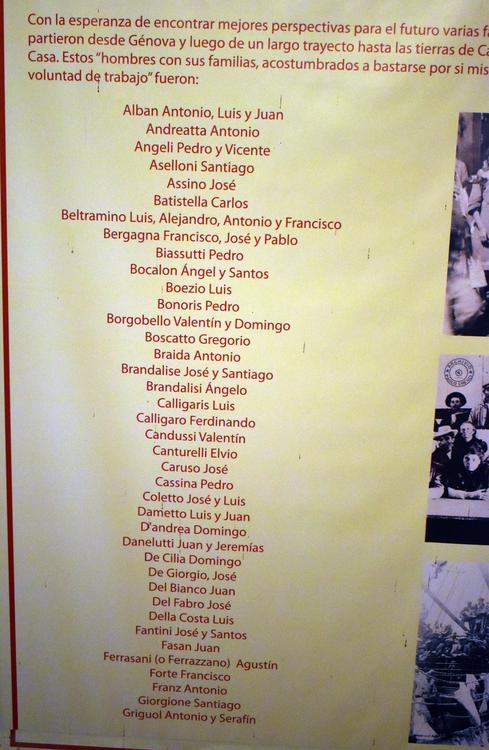 Con la esperanza de encontrar mejores perspectivas para el futuro varias
partieron desde Génova y luego de un largo trayecto hasta las tierras de
Casa. Estos "hombres con sus familias, acostumbrados a bastarse por si
voluntad de trabajo" fueron:
Alban Antonio, Luis y Juan
Andreatta Antonio
Angeli Pedro y Vicente
Aselloni Santiago
Assino José
Batistella Carlos
Beltramino Luis, Alejandro, Antonio y Francisco
Bergagna Francisco, José y Pablo
Biassutti Pedro
Bocalon Ángel y Santos
Boezio Luis
Bonoris Pedro
Borgobello Valentín y Domingo
Boscatto Gregorio
Braida Antonio
Brandalise José y Santiago
Brandalisi Ángelo
Calligaris Luis
Calligaro Ferdinando
Candussi Valentín
Canturelli Elvio
Caruso José
Cassina Pedro
Coletto José y Luis
Dametto Luis y Juan
D'andrea Domingo
Danelutti Juan y Jeremías
De Cilia Domingo
De Giorgio, José
Del Bianco Juan
Del Fabro José
Della Costa Luis
Fantini José y Santos
Fasan Juan
Ferrasani (o Ferrazzano) Agustín
Forte Francisco
Franz Antonio
Giorgione Santiago
Griguol Antonio y Serafín